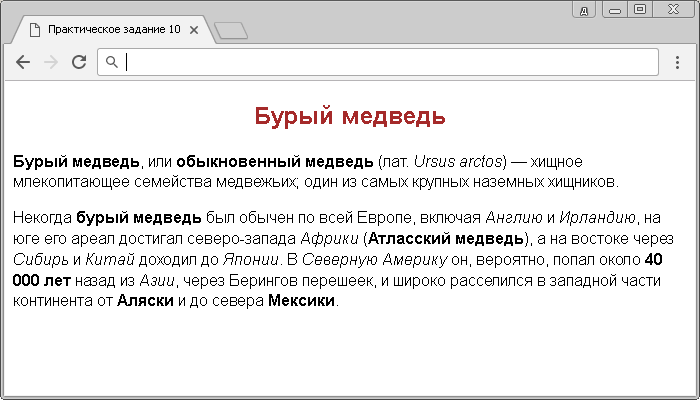 Д
Практическое задание 10
Бурый медведь
Бурый медведь, или обыкновенный медведь (лат. Ursus arctos) — хищное
млекопитающее семейства медвежьих; один из самых крупных наземных хищников.
Некогда бурый медведь был обычен по всей Европе, включая Англию и Ирландию, на
юге его ареал достигал северо-запада Африки (Атласский медведь), а на востоке через
Сибирь и Китай доходил до Японии. В Северную Америку он, вероятно, попал около 40
000 лет назад из Азии, через Берингов перешеек, и широко расселился в западной части
континента от Аляски и до севера Мексики.